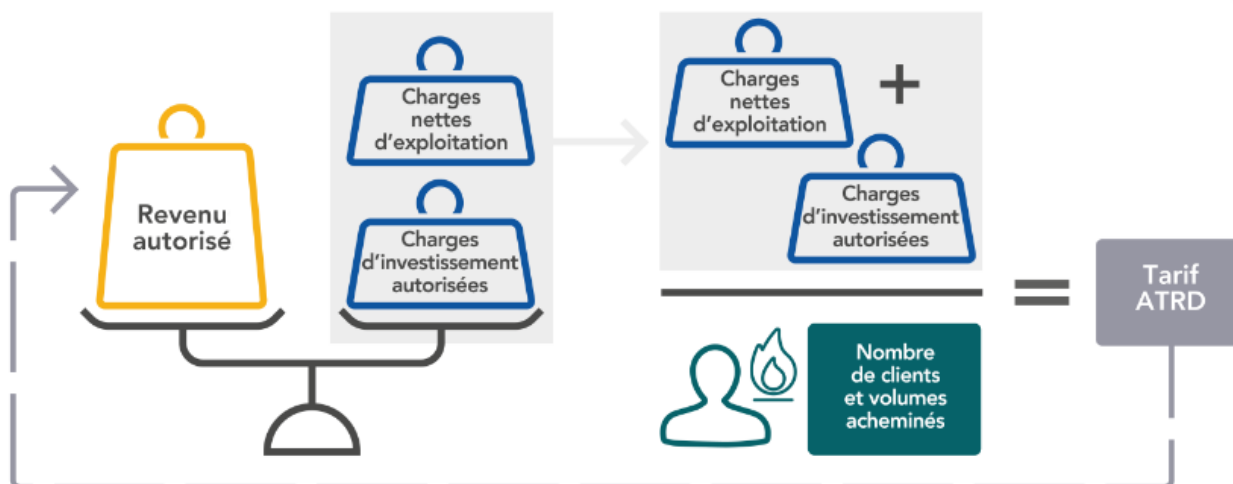 Revenu
autorisé
Charges
nettes
d'exploitation
Charges
d'investissement
autorisées
Charges
nettes
d'exploitation
+
Charges
d'investissement
autorisées
Nombre
de clients
et volumes
acheminés
=
Tarif
ATRD